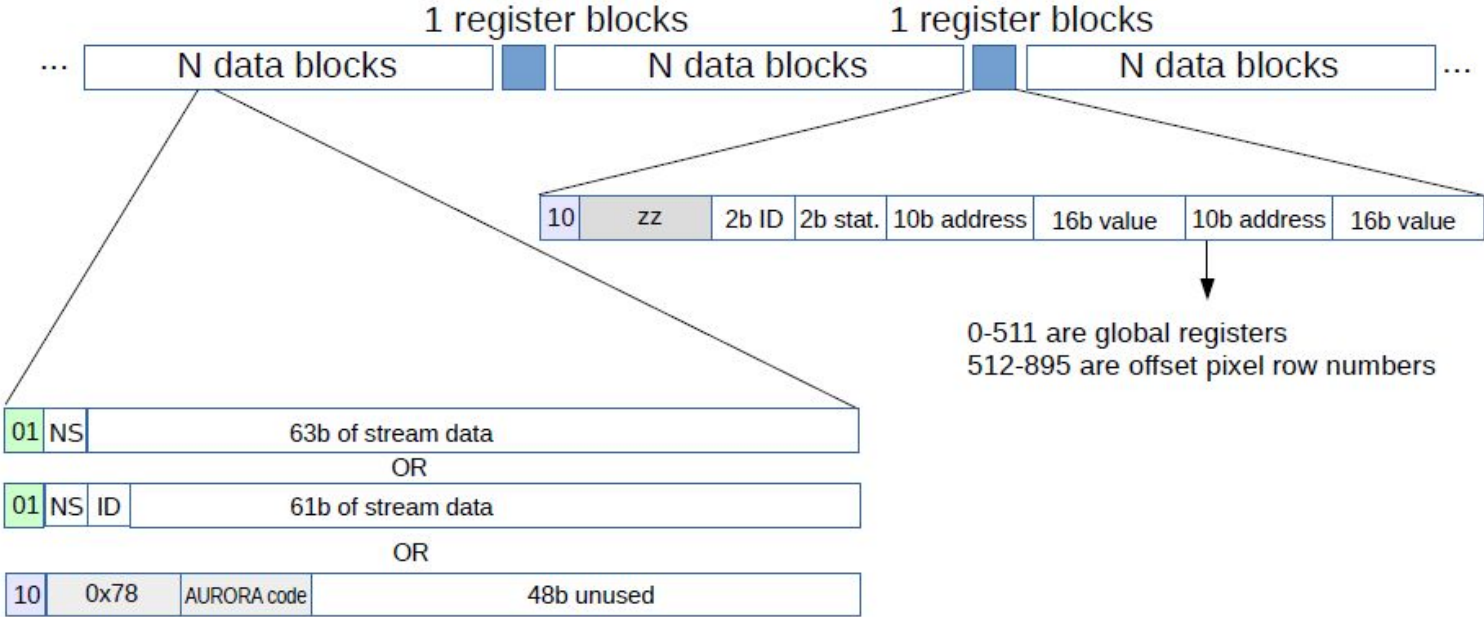 1 register blocks 1 register blocks
... N data blocks N data blocks N data blocks ...
10 zz 2b ID 2b stat. 10b address 16b value 10b address 16b value
0-511 are global registers
512-895 are offset pixel row numbers
01 NS 63b of stream data
OR
01 NS ID 61b of stream data
OR
10 0x78 AURORA code 48b unused